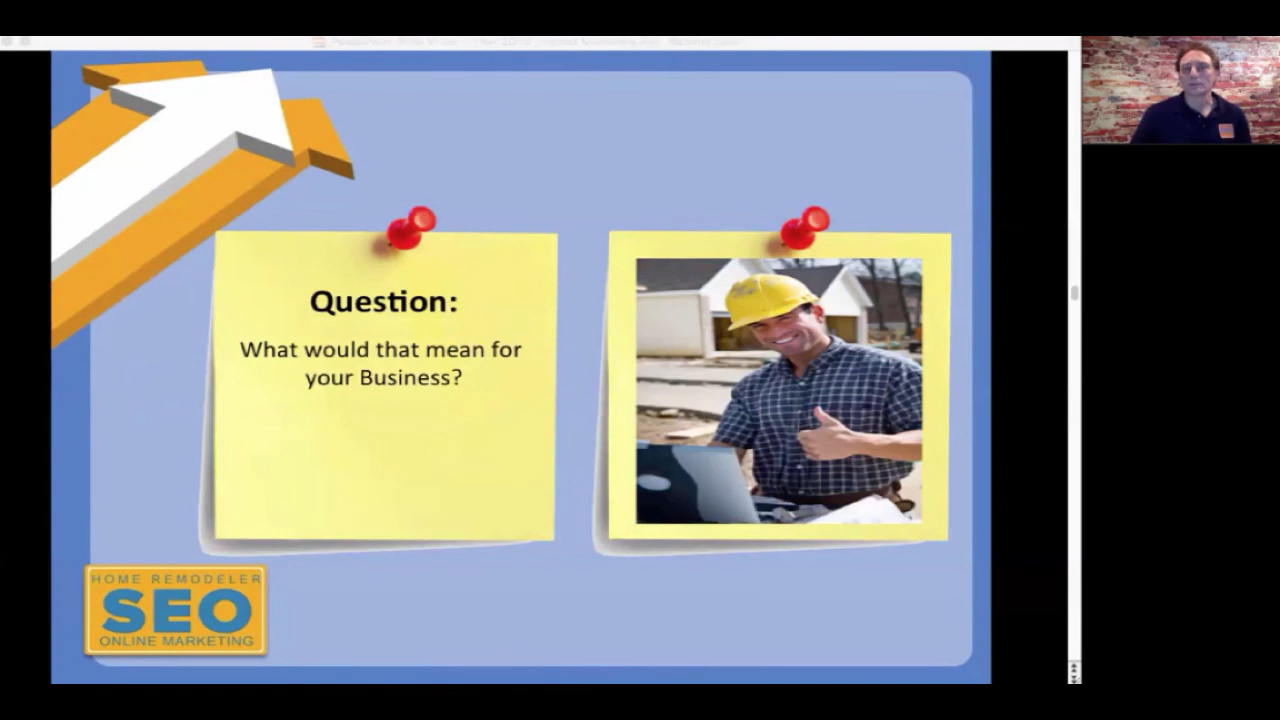 Question:
What would that mean for
your Business?
HOME REMODELER
SEO
ONLINE MARKETING